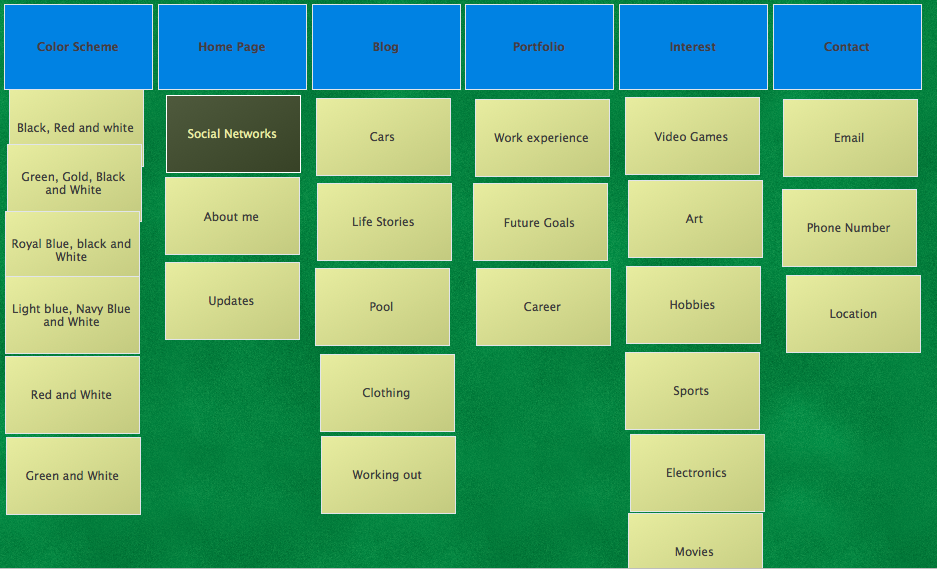 Color Scheme
Home Page
Blog
Portfolio
Interest
Contact
Black, Red and white
Green, Gold, Black
and White
Royal Blue, black and
White
Light blue, Navy Blue
and White
Red and White
Green and White
Social Networks
About me
Updates
Cars
Life Stories
Pool
Clothing
Working out
Work experience
Future Goals
Career
Video Games
Art
Hobbies
Sports
Electronics
Movies
Email
Phone Number
Location